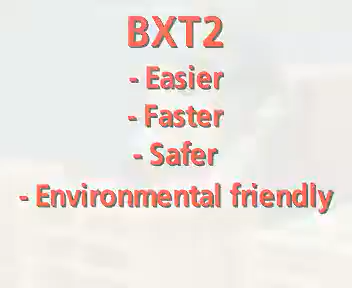 BXT2
- Easier
- Faster
- Safer
- Environmental friendly